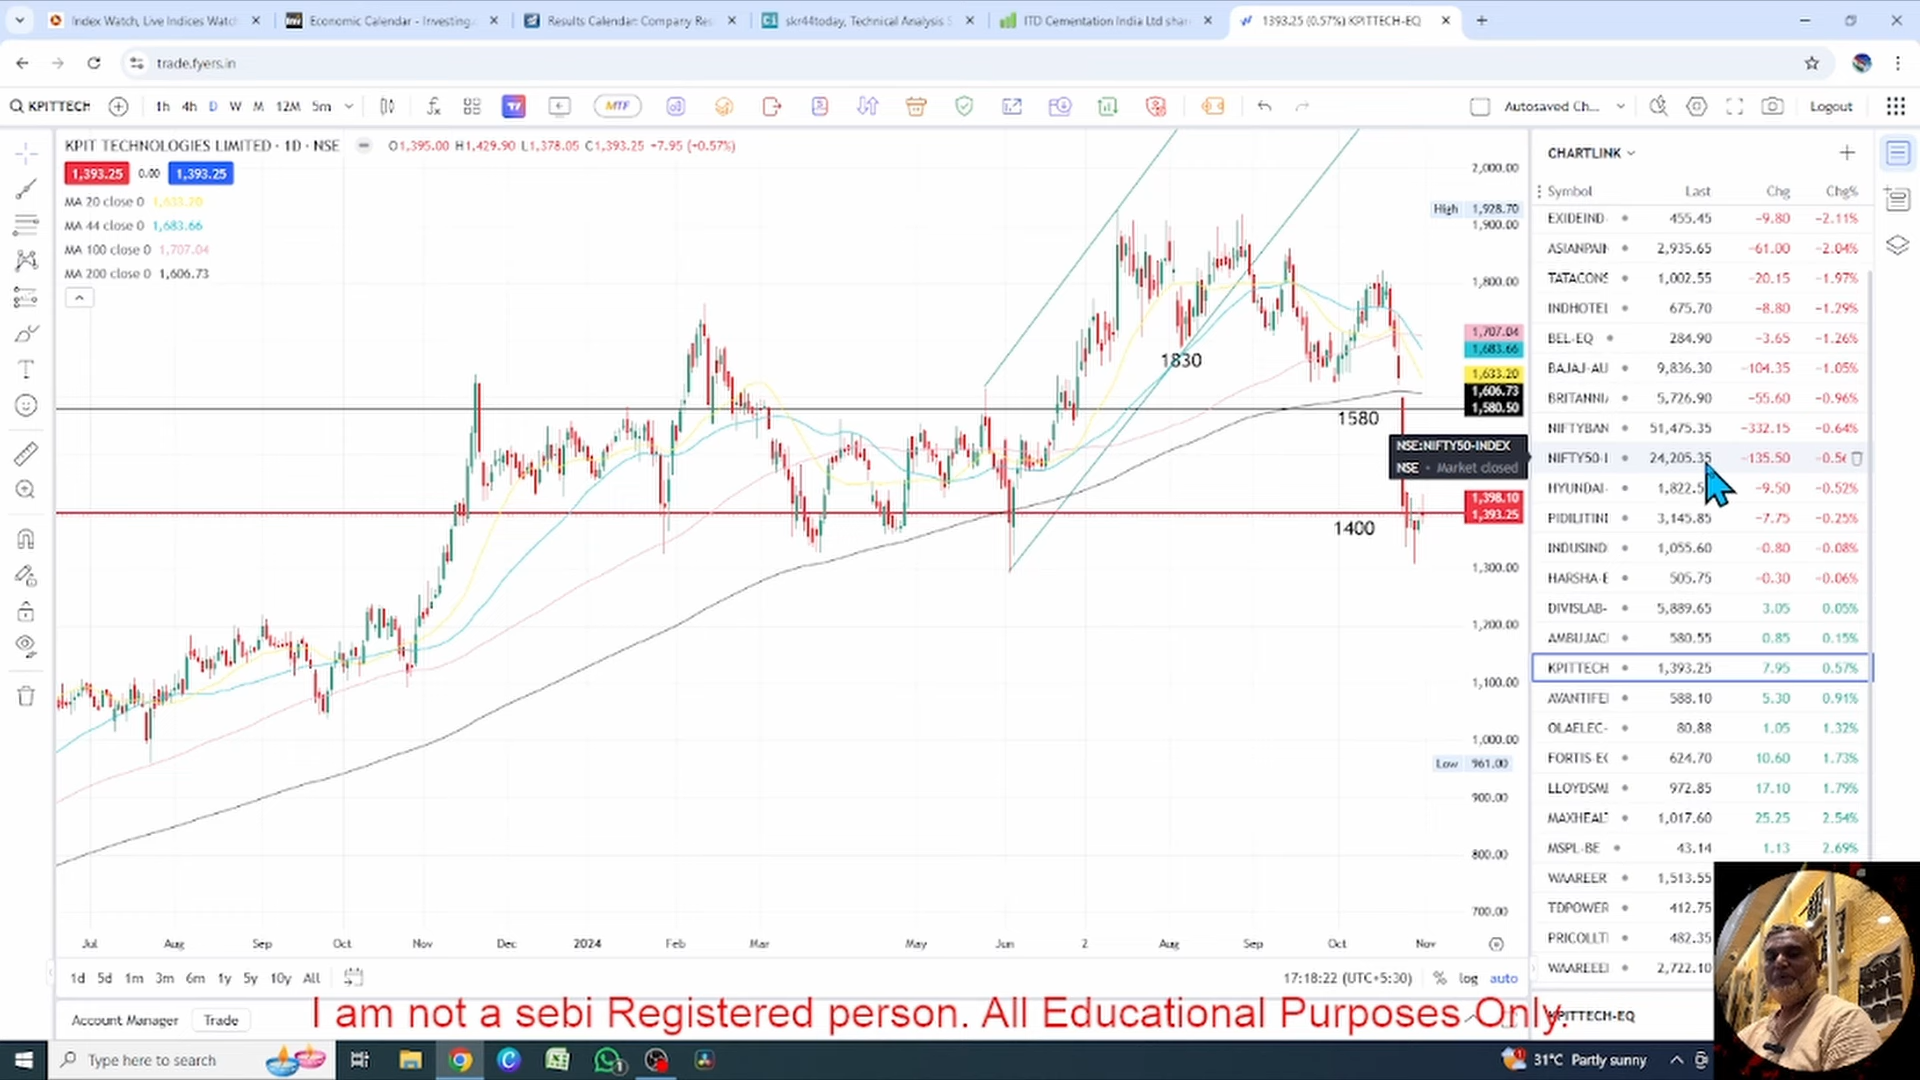 Index Watch, Live Indices Watch
Economic Calendar - Investing.
Results Calendar: Company Res
skr44today, Technical Analysis S
ITD Cementation India Ltd shar
1393.25 (0.57%) KPITTECH-EQ
trade.fyers.in
KPITTECH
1h 4h D W M 12M 5m
MTF
Autosaved Ch...
Logout
KPIT TECHNOLOGIES LIMITED · 1D · NSE
O1,395.00 H1,429.90 L1,378.05 C1,393.25 +7.95 (+0.57%)
1,393.25 0.00 1,393.25
MA 20 close 0 1,633.20
MA 44 close 0 1,683.66
MA 100 close 0 1,707.04
MA 200 close 0 1,606.73
2,000.00
High 1,928.70
1,900.00
1,800.00
1,707.04
1,683.66
1,633.20
1,606.73
1,580.50
1,398.10
1,393.25
1,300.00
1,200.00
1,100.00
1,000.00
Low 961.00
900.00
800.00
700.00
1830
1580
1400
NSE:NIFTY50-INDEX
NSE • Market closed
Jul Aug Sep Oct Nov Dec 2024 Feb Mar May Jun 2 Aug Sep Oct Nov
1d 5d 1m 3m 6m 1y 5y 10y All
17:18:22 (UTC+5:30) % log auto
CHARTLINK
Symbol Last Chg Chg%
EXIDEIND 455.45 -9.80 -2.11%
ASIANPAIN 2,935.65 -61.00 -2.04%
TATACONS 1,002.55 -20.15 -1.97%
INDHOTEL 675.70 -8.80 -1.29%
BEL-EQ 284.90 -3.65 -1.26%
BAJAJ-AU 9,836.30 -104.35 -1.05%
BRITANNI 5,726.90 -55.60 -0.96%
NIFTYBAN 51,475.35 -332.15 -0.64%
NIFTY50-I 24,205.35 -135.50 -0.5
HYUNDAI- 1,822.5 -9.50 -0.52%
PIDILITINI 3,145.85 -7.75 -0.25%
INDUSIND 1,055.60 -0.80 -0.08%
HARSHA-E 505.75 -0.30 -0.06%
DIVISLAB- 5,889.65 3.05 0.05%
AMBUJACI 580.55 0.85 0.15%
KPITTECH 1,393.25 7.95 0.57%
AVANTIFEI 588.10 5.30 0.91%
OLAELEC- 80.88 1.05 1.32%
FORTIS-EC 624.70 10.60 1.73%
LLOYDSMI 972.85 17.10 1.79%
MAXHEAL 1,017.60 25.25 2.54%
MSPL-BE 43.14 1.13 2.69%
WAAREER 1,513.55
TDPOWER 412.75
PRICOLLT 482.35
WAAREEEI 2,722.10
KPITTECH-EQ
Account Manager Trade
I am not a sebi Registered person. All Educational Purposes Only.
Type here to search
31°C Partly sunny